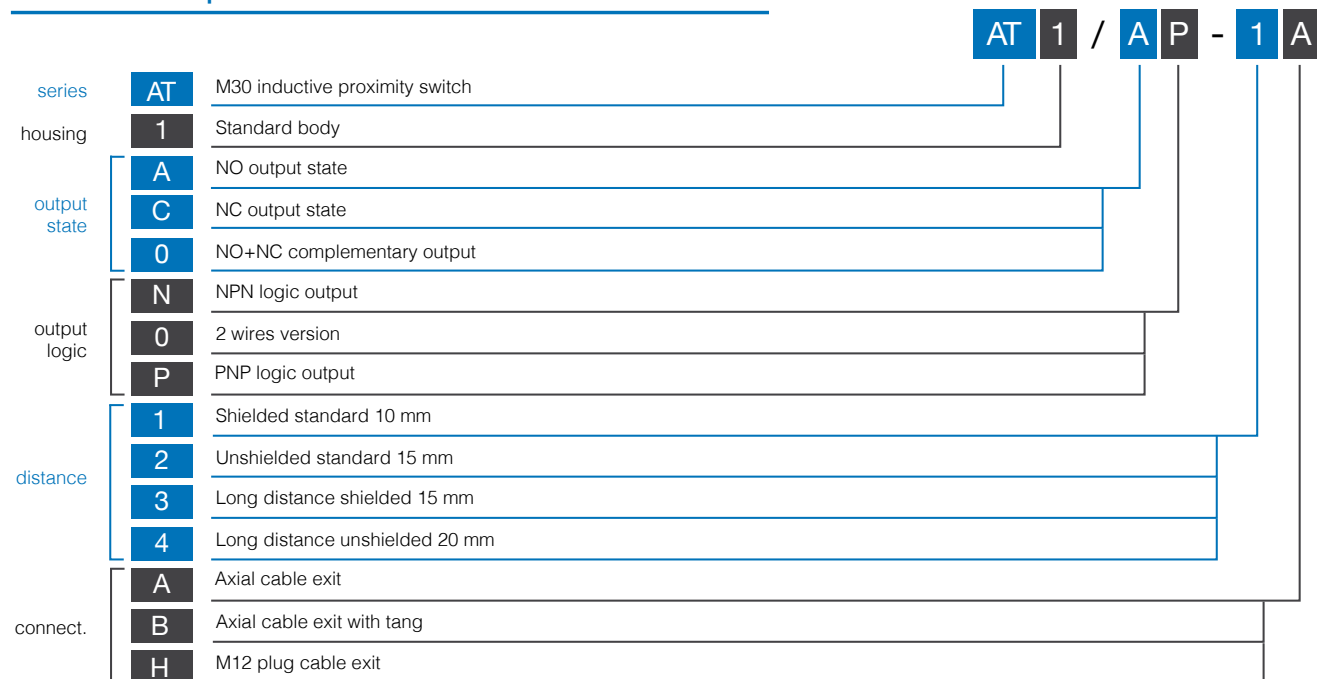 AT 1 / A P - 1 A
series AT M30 inductive proximity switch
housing 1 Standard body
output state
A NO output state
C NC output state
0 NO+NC complementary output
output logic
N NPN logic output
0 2 wires version
P PNP logic output
distance
1 Shielded standard 10 mm
2 Unshielded standard 15 mm
3 Long distance shielded 15 mm
4 Long distance unshielded 20 mm
connect.
A Axial cable exit
B Axial cable exit with tang
H M12 plug cable exit